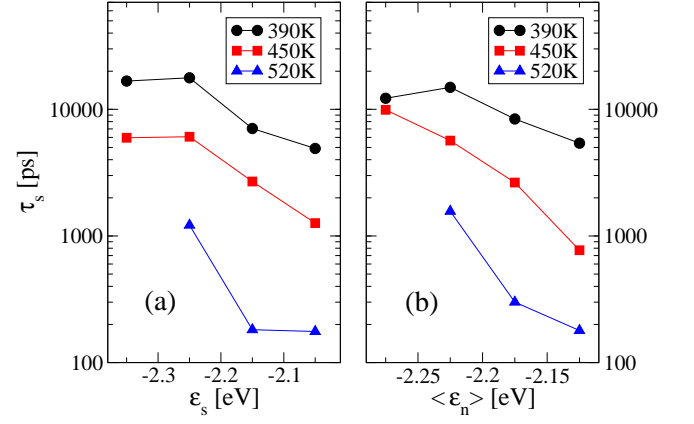 390K
450K
520K
390K
450K
520K
10000
1000
100
10000
1000
100
τs [ps]
(a)
(b)
-2.3
-2.2
-2.1
-2.25
-2.2
-2.15
εs [eV]
<εn> [eV]